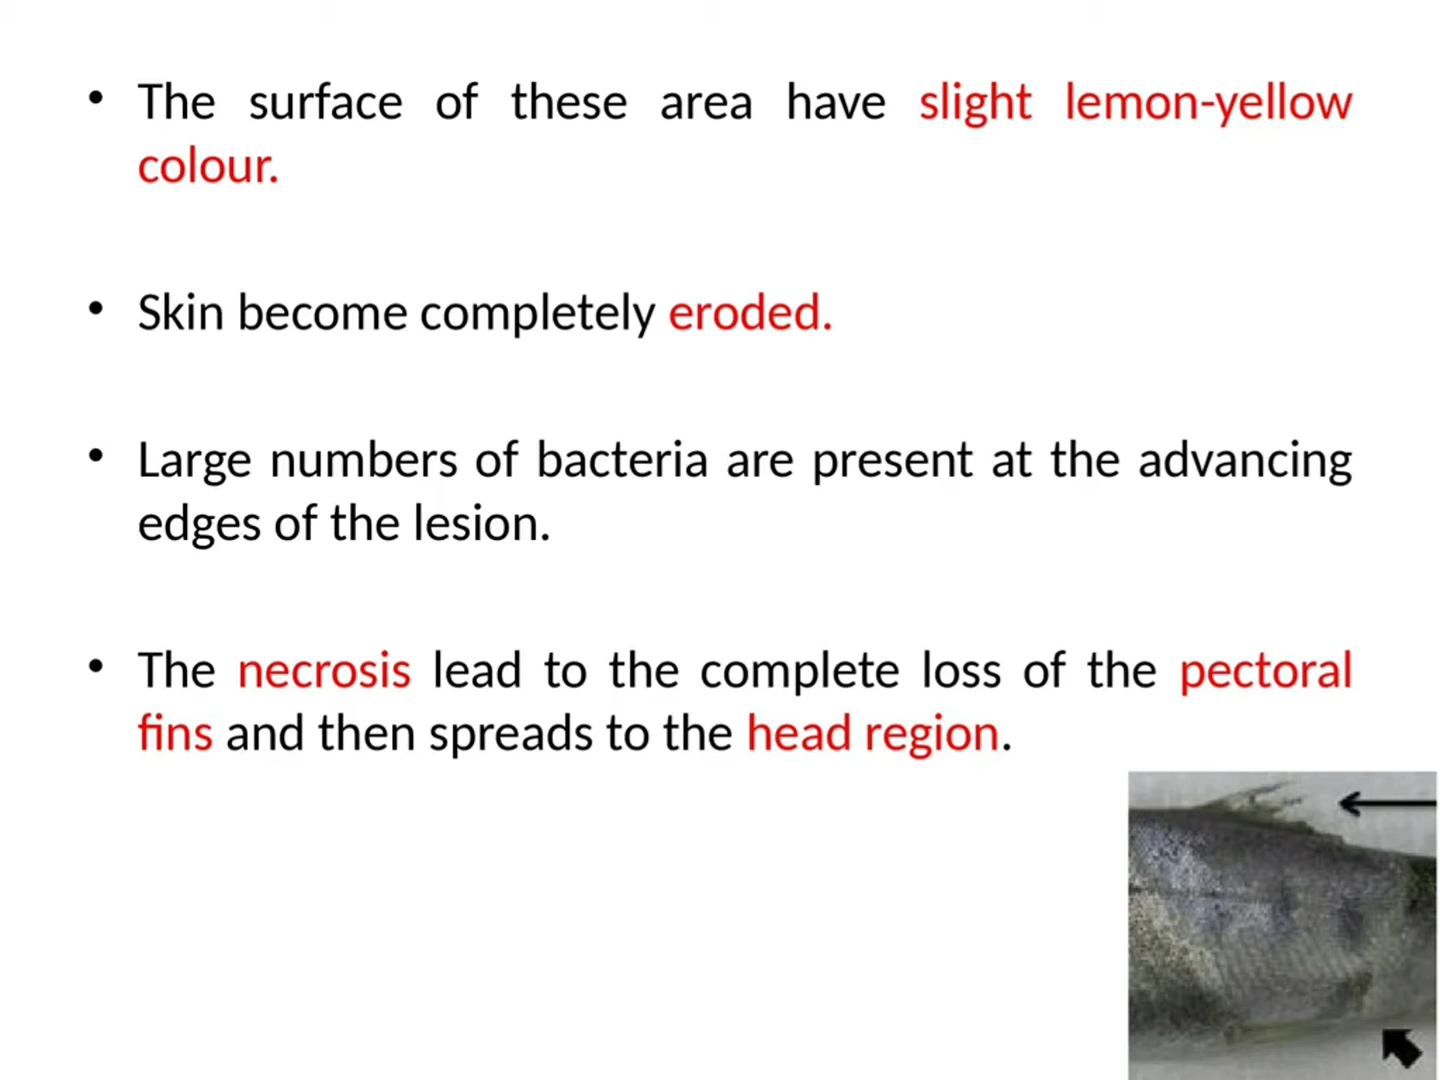 • The surface of these area have slight lemon-yellow
colour.
• Skin become completely eroded.
• Large numbers of bacteria are present at the advancing
edges of the lesion.
• The necrosis lead to the complete loss of the pectoral
fins and then spreads to the head region.